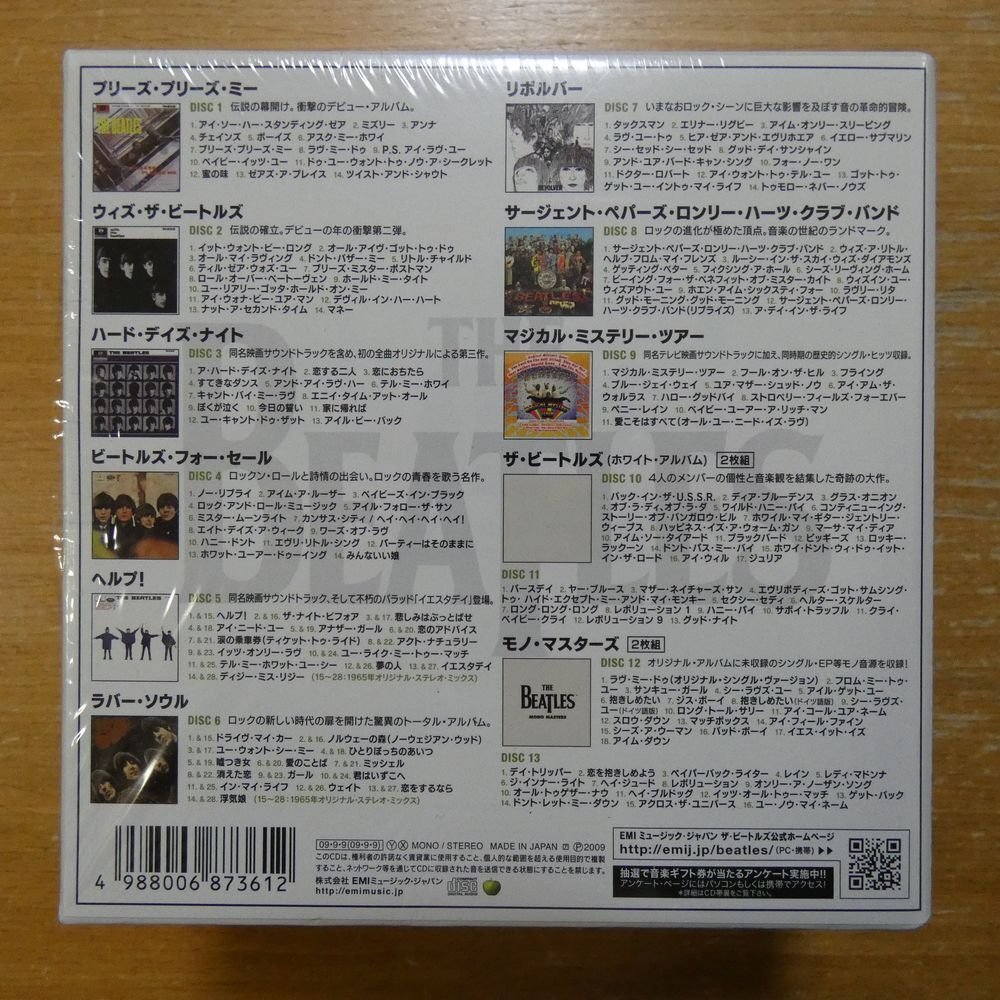 プリーズ・プリーズ・ミー
DISC 1 伝説の幕開け。衝撃のデビュー・アルバム。
1. アイ・ソー・ハー・スタンディング・ゼア 2. ミズリー 3. アンナ
4. チェインズ 5. ボーイズ 6. アスク・ミー・ホワイ
7. プリーズ・プリーズ・ミー 8. ラヴ・ミー・ドゥ 9. P.S. アイ・ラヴ・ユー
10. ベイビー・イッツ・ユー 11. ドゥ・ユー・ウォント・トゥ・ノウ・ア・シークレット
12. 蜜の味 13. ゼアズ・ア・プレイス 14. ツイスト・アンド・シャウト
ウィズ・ザ・ビートルズ
DISC 2 伝説の確立。デビューの年の衝撃第二弾。
1. イット・ウォント・ビー・ロング 2. オール・アイヴ・ゴット・トゥ・ドゥ
3. オール・マイ・ラヴィング 4. ドント・バザー・ミー 5. リトル・チャイルド
6. ティル・ゼア・ウォズ・ユー 7. プリーズ・ミスター・ポストマン
8. ロール・オーバー・ベートーヴェン 9. ホールド・ミー・タイト
10. ユー・リアリー・ゴッタ・ホールド・オン・ミー
11. アイ・ウォナ・ビー・ユア・マン 12. デヴィル・イン・ハー・ハート
13. ナット・ア・セカンド・タイム 14. マネー
ハード・デイズ・ナイト
DISC 3 同名映画サウンドトラックを含め、初の全曲オリジナルによる第三作。
1. ア・ハード・デイズ・ナイト 2. 恋する二人 3. 恋におちたら
4. すてきなダンス 5. アンド・アイ・ラヴ・ハー 6. テル・ミー・ホワイ
7. キャント・バイ・ミー・ラヴ 8. エニイ・タイム・アット・オール
9. ぼくが泣く 10. 今日の誓い 11. 家に帰れば
12. ユー・キャント・ドゥ・ザット 13. アイル・ビー・バック
ビートルズ・フォー・セール
DISC 4 ロックン・ロールと詩情の出会い。ロックの青春を歌う名作。
1. ノー・リプライ 2. アイム・ア・ルーザー 3. ベイビーズ・イン・ブラック
4. ロック・アンド・ロール・ミュージック 5. アイル・フォロー・ザ・サン
6. ミスター・ムーンライト 7. カンサス・シティ / ヘイ・ヘイ・ヘイ・ヘイ!
8. エイト・デイズ・ア・ウィーク 9. ワーズ・オブ・ラヴ
10. ハニー・ドント 11. エヴリ・リトル・シング 12. パーティーはそのままに
13. ホワット・ユーアー・ドゥーイング 14. みんないい娘
ヘルプ!
DISC 5 同名映画サウンドトラック、そして不朽のバラッド「イエスタデイ」登場。
1. & 15. ヘルプ! 2. & 16. ザ・ナイト・ビフォア 3. & 17. 悲しみはぶっとばせ
4. & 18. アイ・ニード・ユー 5. & 19. アナザー・ガール 6. & 20. 恋のアドバイス
7. & 21. 涙の乗車券(ティケット・トゥ・ライド) 8. & 22. アクト・ナチュラリー
9. & 23. イッツ・オンリー・ラヴ 10. & 24. ユー・ライク・ミー・トゥー・マッチ
11. & 25. テル・ミー・ホワット・ユー・シー 12. & 26. 夢の人 13. & 27. イエスタデイ
14. & 28. ディジー・ミス・リジー (15〜28:1965年オリジナル・ステレオ・ミックス)
ラバー・ソウル
DISC 6 ロックの新しい時代の扉を開けた驚異のトータル・アルバム。
1. & 15. ドライヴ・マイ・カー 2. & 16. ノルウェーの森(ノーウェジアン・ウッド)
3. & 17. ユー・ウォント・シー・ミー 4. & 18. ひとりぼっちのあいつ
5. & 19. 嘘つき女 6. & 20. 愛のことば 7. & 21. ミッシェル
8. & 22. 消えた恋 9. & 23. ガール 10. & 24. 君はいずこへ
11. & 25. イン・マイ・ライフ 12. & 26. ウェイト 13. & 27. 恋をするなら
14. & 28. 浮気娘 (15〜28:1965年オリジナル・ステレオ・ミックス)
リボルバー
DISC 7 いまなおロック・シーンに巨大な影響を及ぼす音の革命的冒険。
1. タックスマン 2. エリナー・リグビー 3. アイム・オンリー・スリーピング
4. ラヴ・ユー・トゥ 5. ヒア・ゼア・アンド・エヴリホエア 6. イエロー・サブマリン
7. シー・セッド・シー・セッド 8. グッド・デイ・サンシャイン
9. アンド・ユア・バード・キャン・シング 10. フォー・ノー・ワン
11. ドクター・ロバート 12. アイ・ウォント・トゥ・テル・ユー 13. ゴット・トゥ・
ゲット・ユー・イントゥ・マイ・ライフ 14. トゥモロー・ネバー・ノウズ
サージェント・ペパーズ・ロンリー・ハーツ・クラブ・バンド
DISC 8 ロックの進化が極めた頂点。音楽の世紀のランドマーク。
1. サージェント・ペパーズ・ロンリー・ハーツ・クラブ・バンド 2. ウィズ・ア・リトル・
ヘルプ・フロム・マイ・フレンズ 3. ルーシー・イン・ザ・スカイ・ウィズ・ダイアモンズ
4. ゲッティング・ベター 5. フィクシング・ア・ホール 6. シーズ・リーヴィング・ホーム
7. ビーイング・フォー・ザ・ベネフィット・オブ・ミスター・カイト 8. ウィズイン・ユー・
ウィズアウト・ユー 9. ホエン・アイム・シックスティ・フォー 10. ラヴリー・リタ
11. グッド・モーニング・グッド・モーニング 12. サージェント・ペパーズ・ロンリー・
ハーツ・クラブ・バンド(リプライズ) 13. ア・デイ・イン・ザ・ライフ
マジカル・ミステリー・ツアー
DISC 9 同名テレビ映画サウンドトラックに加え、同時期の歴史的シングル・ヒッツ収録。
1. マジカル・ミステリー・ツアー 2. フール・オン・ザ・ヒル 3. フライング
4. ブルー・ジェイ・ウェイ 5. ユア・マザー・シュッド・ノウ 6. アイ・アム・ザ・
ウォルラス 7. ハロー・グッドバイ 8. ストロベリー・フィールズ・フォーエバー
9. ペニー・レイン 10. ベイビー・ユーアー・ア・リッチ・マン
11. 愛こそはすべて(オール・ユー・ニード・イズ・ラヴ)
ザ・ビートルズ(ホワイト・アルバム) 2枚組
DISC 10 4人のメンバーの個性と音楽観を結集した奇跡の大作。
1. バック・イン・ザ・U.S.S.R. 2. ディア・プルーデンス 3. グラス・オニオン
4. オブ・ラ・ディ、オブ・ラ・ダ 5. ワイルド・ハニー・パイ 6. コンティニューイング・
ストーリー・オブ・バンガロウ・ビル 7. ホワイル・マイ・ギター・ジェントリー・
ウィープス 8. ハッピネス・イズ・ア・ウォーム・ガン 9. マーサ・マイ・ディア
10. アイム・ソー・タイアード 11. ブラックバード 12. ピッギーズ 13. ロッキー・
ラックーン 14. ドント・パス・ミー・バイ 15. ホワイ・ドント・ウィ・ドゥ・イット・
イン・ザ・ロード 16. アイ・ウィル 17. ジュリア
DISC 11
1. バースデイ 2. ヤー・ブルース 3. マザー・ネイチャーズ・サン 4. エヴリボディーズ・ゴット・サムシング・
トゥ・ハイド・エクセプト・ミー・アンド・マイ・モンキー 5. セクシー・セディ 6. ヘルター・スケルター
7. ロング・ロング・ロング 8. レボリューション 1 9. ハニー・パイ 10. サボイ・トラッフル 11. クライ・
ベイビー・クライ 12. レボリューション 9 13. グッド・ナイト
モノ・マスターズ 2枚組
DISC 12 オリジナル・アルバムに未収録のシングル・EP等モノ音源を収録!
1. ラヴ・ミー・ドゥ(オリジナル・シングル・ヴァージョン) 2. フロム・ミー・トゥ・
ユー 3. サンキュー・ガール 4. シー・ラヴズ・ユー 5. アイル・ゲット・ユー
6. 抱きしめたい 7. ジス・ボーイ 8. 抱きしめたい(ドイツ語版) 9. シー・ラヴズ・
ユー(ドイツ語版) 10. ロング・トール・サリー 11. アイ・コール・ユア・ネーム
12. スロウ・ダウン 13. マッチボックス 14. アイ・フィール・ファイン
15. シーズ・ア・ウーマン 16. バッド・ボーイ 17. イエス・イット・イズ
18. アイム・ダウン
DISC 13
1. デイ・トリッパー 2. 恋を抱きしめよう 3. ペイパーバック・ライター 4. レイン 5. レディ・マドンナ
6. ジ・インナー・ライト 7. ヘイ・ジュード 8. レボリューション 9. オンリー・ア・ノーザン・ソング
10. オール・トゥゲザー・ナウ 11. ヘイ・ブルドッグ 12. イッツ・オール・トゥー・マッチ 13. ゲット・バック
14. ドント・レット・ミー・ダウン 15. アクロス・ザ・ユニバース 16. ユー・ノウ・マイ・ネーム
THE BEATLES
THE
BEATLES
MONO MASTERS
REVOLVER
4 988006 873612
09・9・9(09・9・9) Ⓨ Ⓧ MONO / STEREO MADE IN JAPAN ℗2009
このCDは、権利者の許諾なく賃貸業に使用すること、個人的な範囲を超える使用目的で複製
すること、ネットワーク等を通じてCDに収録された音を送信できる状態にすることを禁じます。
株式会社 EMIミュージック・ジャパン
http://emimusic.jp
EMI ミュージック・ジャパン ザ・ビートルズ公式ホームページ
http://emij.jp/beatles/(PC・携帯)
抽選で音楽ギフト券が当たるアンケート実施中!!
アンケート・ページにはパソコンもしくは携帯でアクセス!
*詳細はCD帯裏をご覧下さい